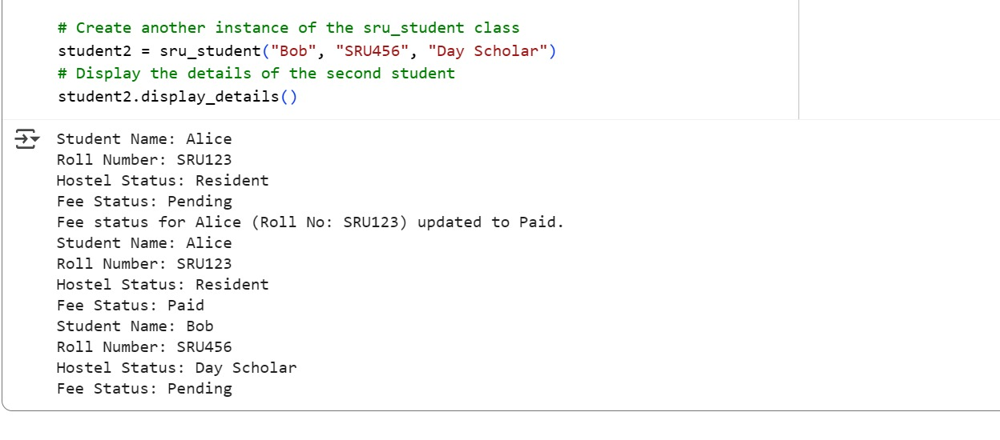 # Create another instance of the sru_student class
student2 = sru_student("Bob", "SRU456", "Day Scholar")
# Display the details of the second student
student2.display_details()
Student Name: Alice
Roll Number: SRU123
Hostel Status: Resident
Fee Status: Pending
Fee status for Alice (Roll No: SRU123) updated to Paid.
Student Name: Alice
Roll Number: SRU123
Hostel Status: Resident
Fee Status: Paid
Student Name: Bob
Roll Number: SRU456
Hostel Status: Day Scholar
Fee Status: Pending